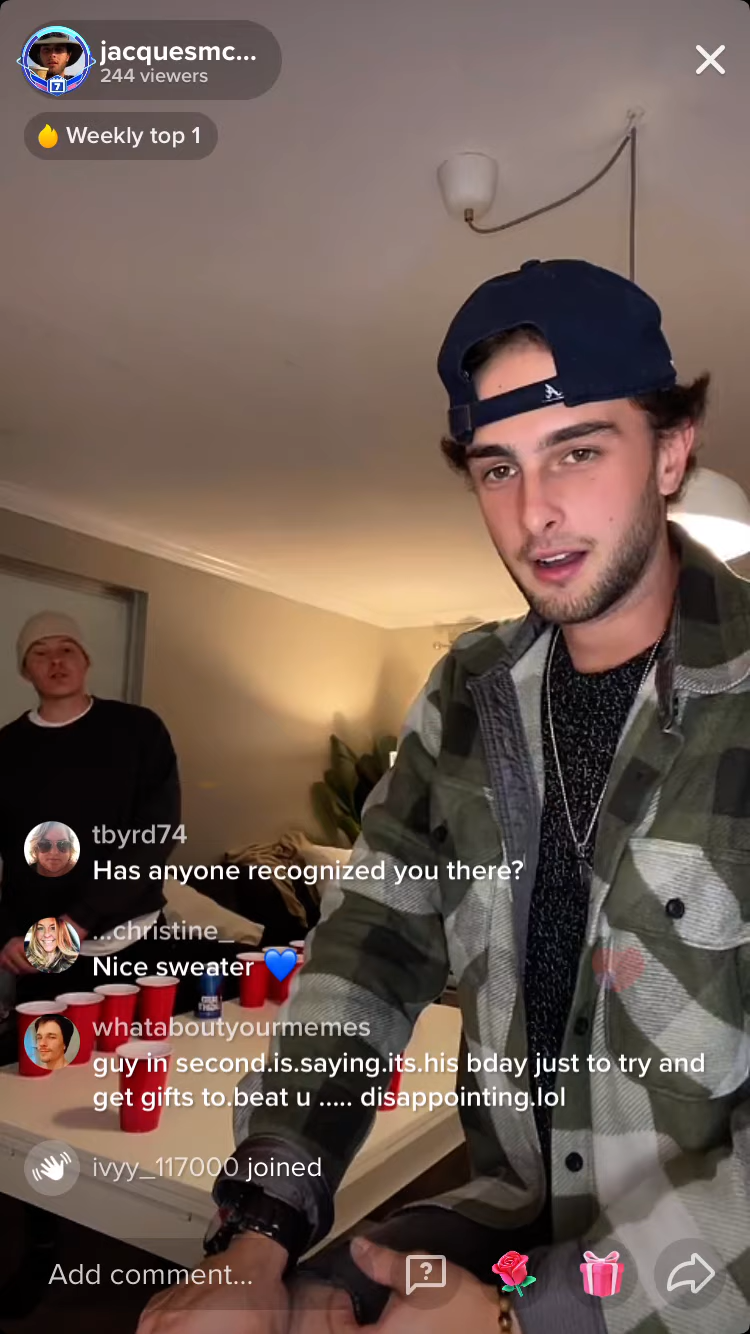 jacquesmc...
244 viewers
7
Weekly top 1
A
tbyrd74
Has anyone recognized you there?
...christine_
Nice sweater 💙
whataboutyourmemes
guy in second.is.saying.its.his bday just to try and
get gifts to.beat u ..... disappointing.lol
ivyy_117000 joined
Add comment...
?